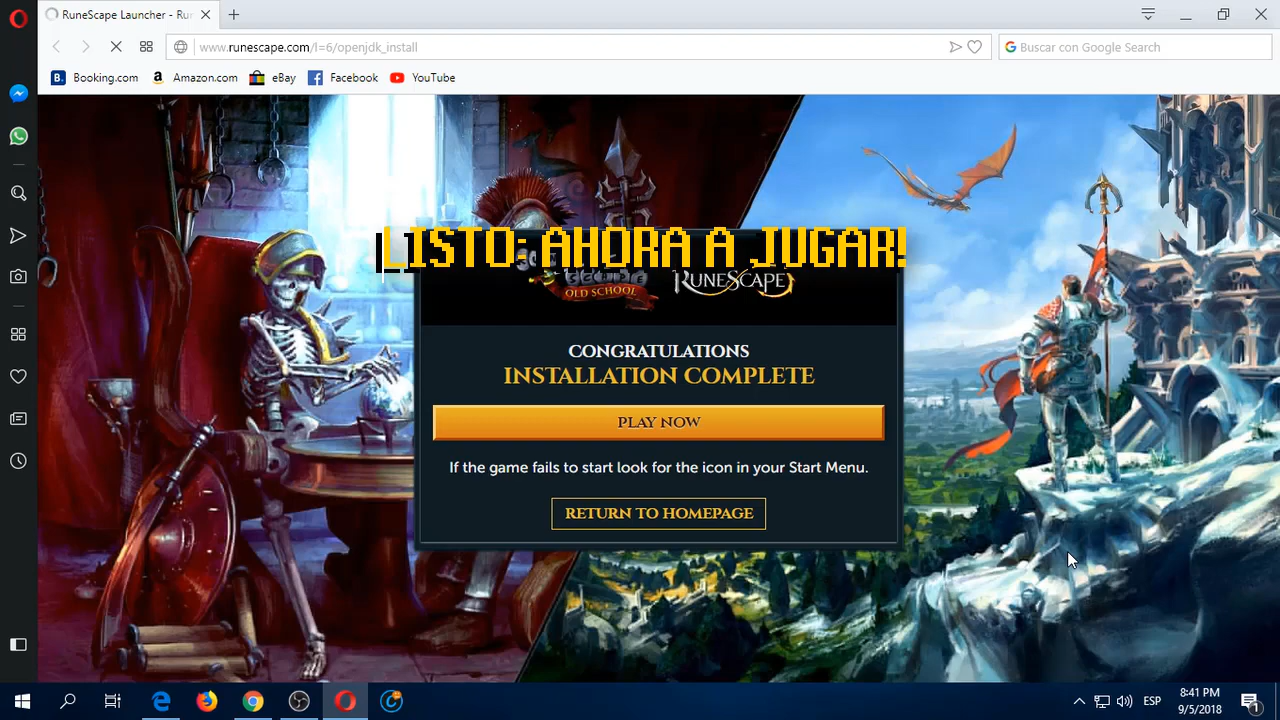 RuneScape Launcher - Run
www.runescape.com/l=6/openjdk_install
Buscar con Google Search
B. Booking.com
a Amazon.com
eBay
Facebook
YouTube
LISTO: AHORA A JUGAR!
OLD SCHOOL
RUNESCAPE
CONGRATULATIONS
INSTALLATION COMPLETE
PLAY NOW
If the game fails to start look for the icon in your Start Menu.
RETURN TO HOMEPAGE
ESP
8:41 PM
9/5/2018
1